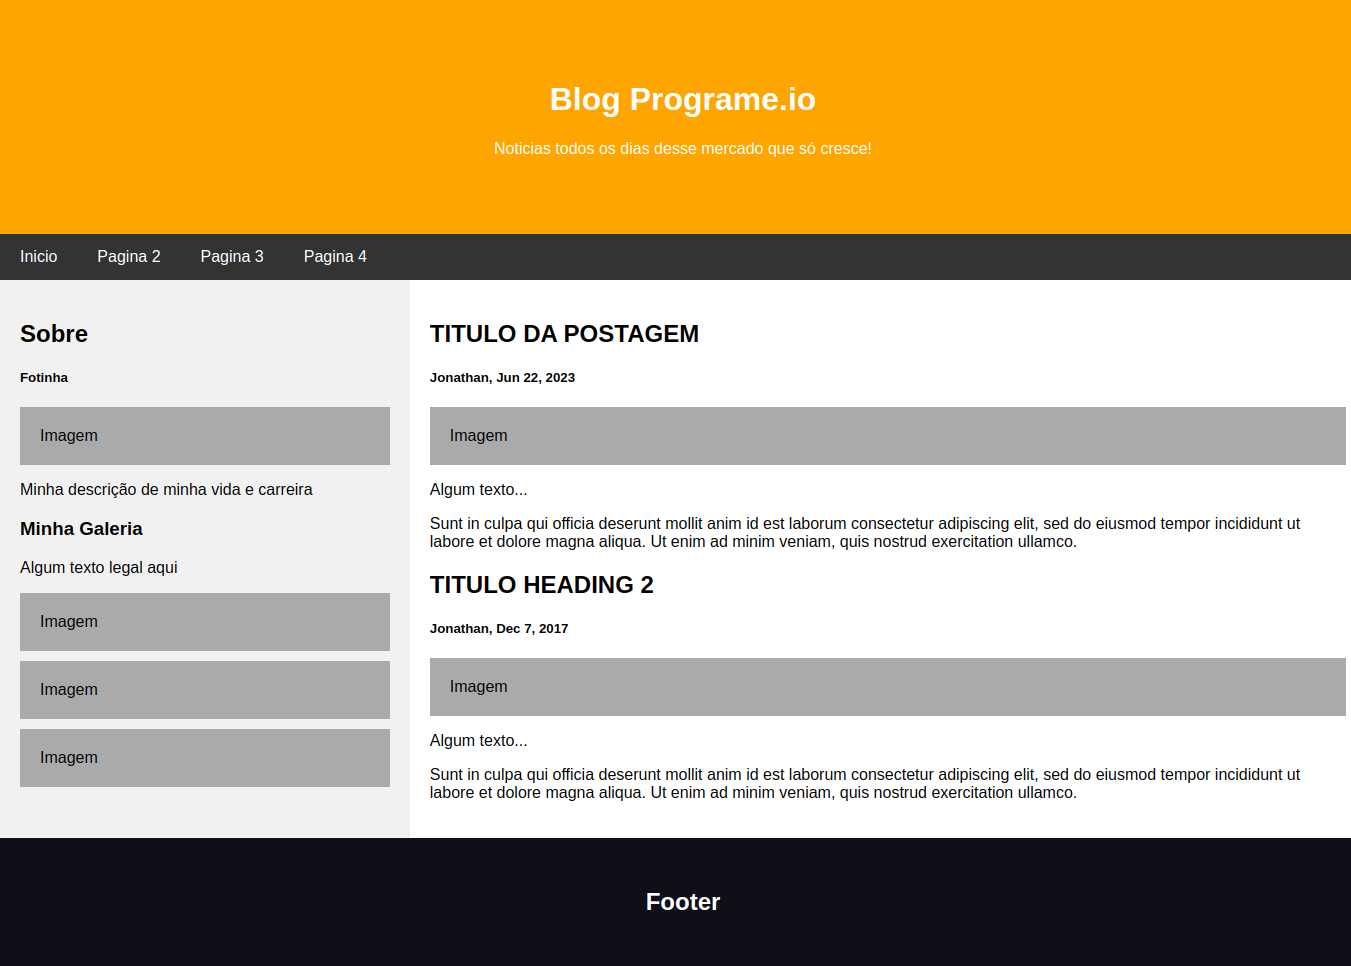 Blog Programe.io
Noticias todos os dias desse mercado que só cresce!
Inicio Pagina 2 Pagina 3 Pagina 4
Sobre
Fotinha
Imagem
Minha descrição de minha vida e carreira
Minha Galeria
Algum texto legal aqui
Imagem
Imagem
Imagem
TITULO DA POSTAGEM
Jonathan, Jun 22, 2023
Imagem
Algum texto...
Sunt in culpa qui officia deserunt mollit anim id est laborum consectetur adipiscing elit, sed do eiusmod tempor incididunt ut
labore et dolore magna aliqua. Ut enim ad minim veniam, quis nostrud exercitation ullamco.
TITULO HEADING 2
Jonathan, Dec 7, 2017
Imagem
Algum texto...
Sunt in culpa qui officia deserunt mollit anim id est laborum consectetur adipiscing elit, sed do eiusmod tempor incididunt ut
labore et dolore magna aliqua. Ut enim ad minim veniam, quis nostrud exercitation ullamco.
Footer